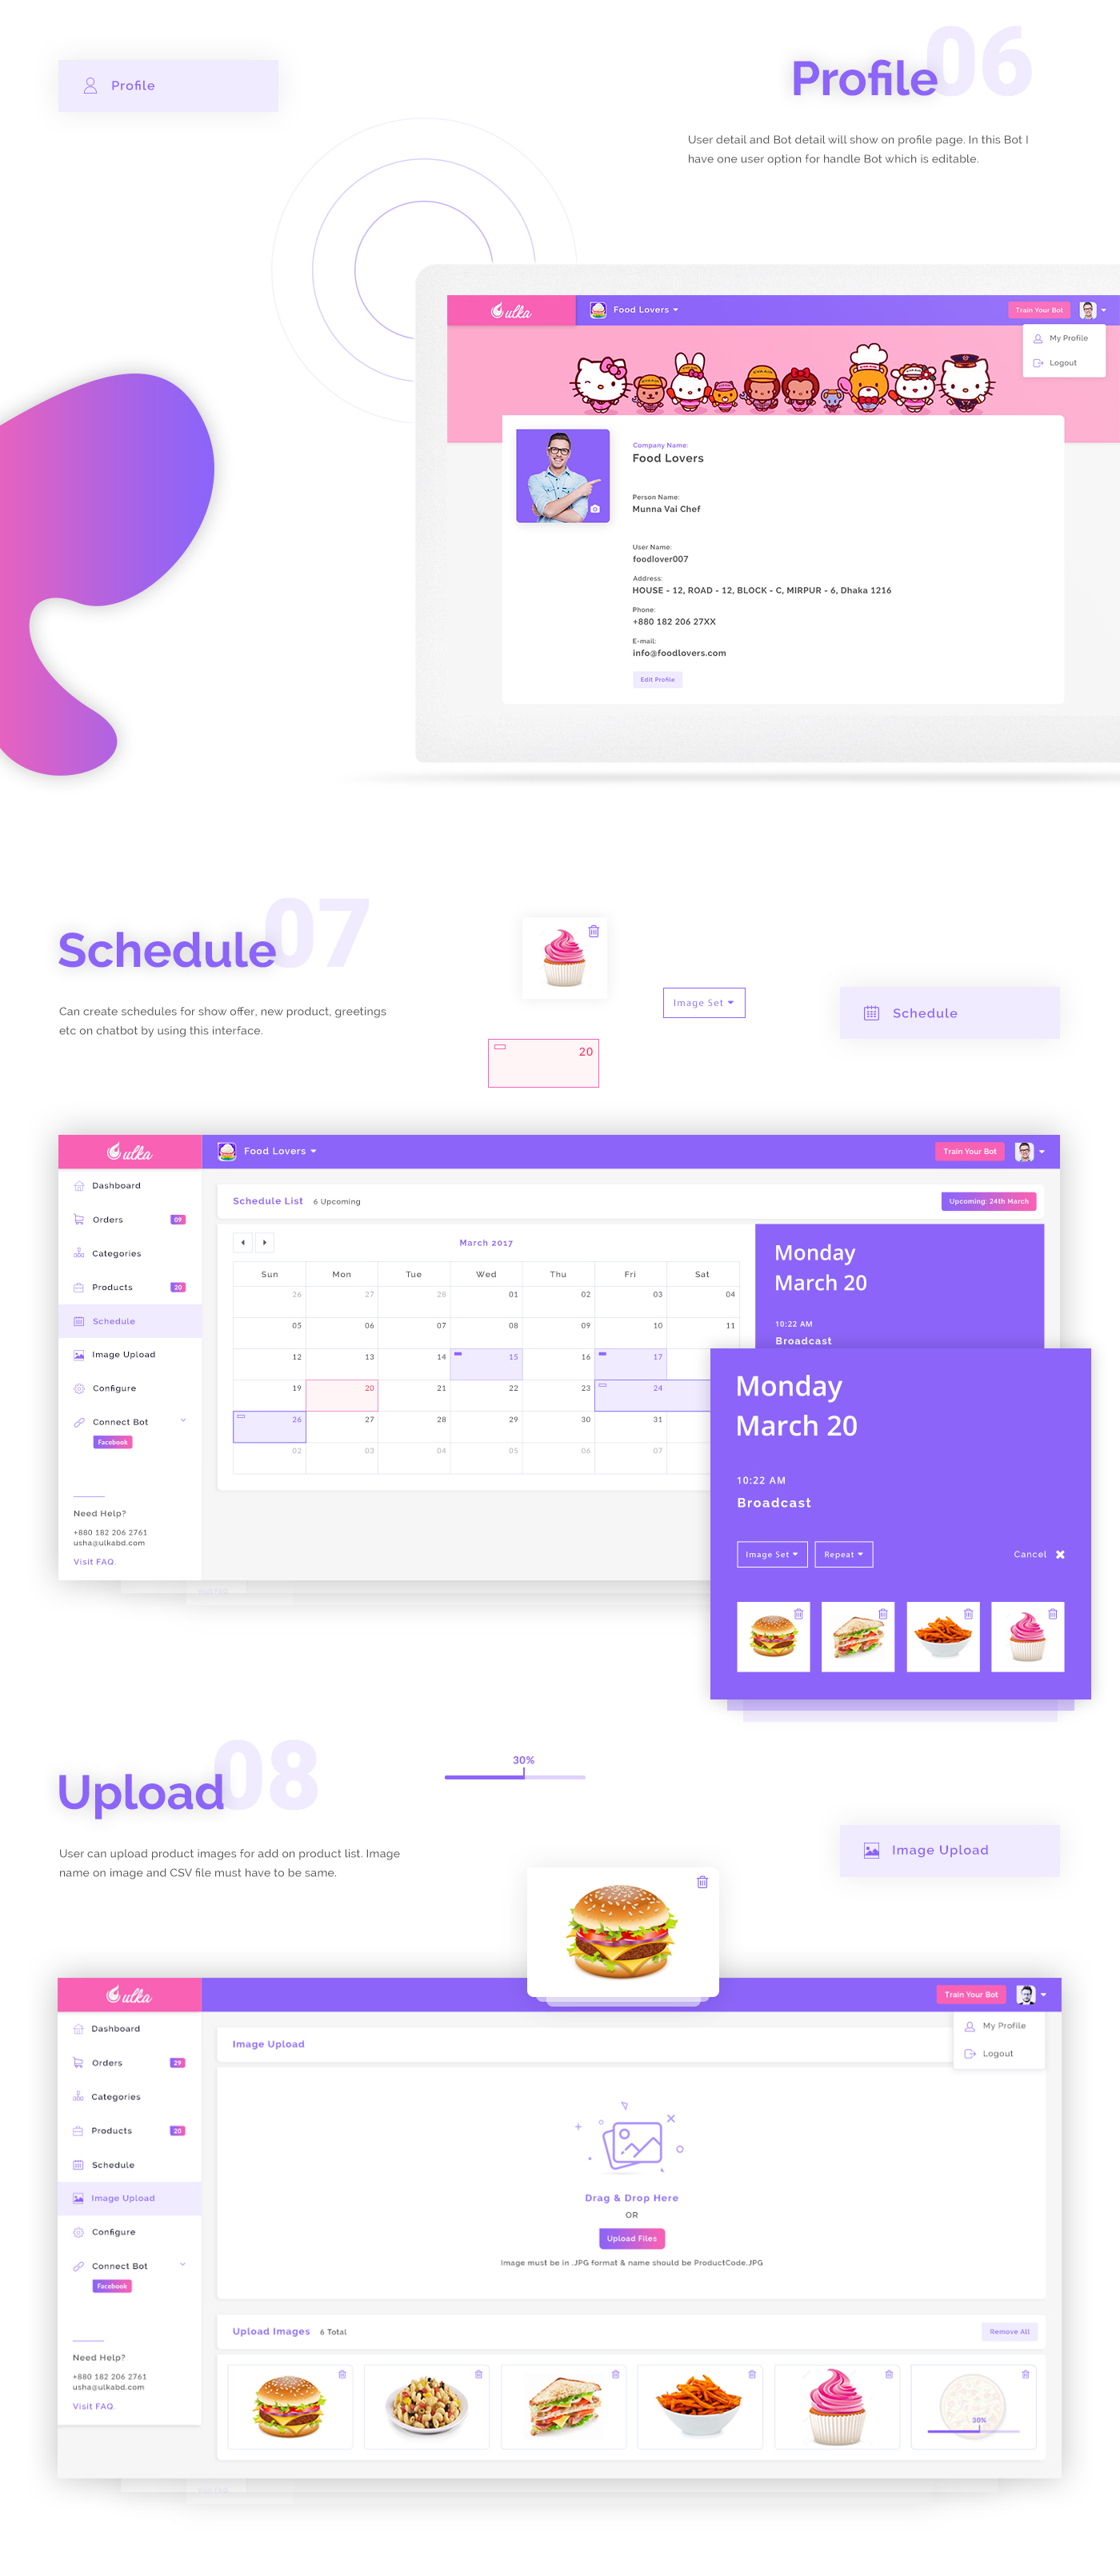 Profile
06
Profile
User detail and Bot detail will show on profile page. In this Bot I
have one user option for handle Bot which is editable.
ulka
Food Lovers
Train Your Bot
My Profile
Logout
Company Name:
Food Lovers
Person Name:
Munna Vai Chef
User Name:
foodlover007
Address:
HOUSE - 12, ROAD - 12, BLOCK - C, MIRPUR - 6, Dhaka 1216
Phone:
+880 182 206 27XX
E-mail:
info@foodlovers.com
Edit Profile
07
Schedule
Can create schedules for show offer, new product, greetings
etc on chatbot by using this interface.
Image Set
20
Schedule
ulka
Food Lovers
Train Your Bot
Dashboard
Orders 09
Categories
Products 20
Schedule
Image Upload
Configure
Connect Bot
Facebook
Need Help?
+880 182 206 2761
usha@ulkabd.com
Visit FAQ.
Schedule List 6 Upcoming
Upcoming: 24th March
March 2017
Sun Mon Tue Wed Thu Fri Sat
26 27 28 01 02 03 04
05 06 07 08 09 10 11
12 13 14 15 16 17
19 20 21 22 23 24
26 27 28 29 30 31
02 03 04 05 06 07
Monday
March 20
10:22 AM
Broadcast
Monday
March 20
10:22 AM
Broadcast
Image Set
Repeat
Cancel
08
Upload
User can upload product images for add on product list. Image
name on image and CSV file must have to be same.
30%
Image Upload
ulka
Train Your Bot
My Profile
Logout
Dashboard
Orders 29
Categories
Products 20
Schedule
Image Upload
Configure
Connect Bot
Facebook
Need Help?
+880 182 206 2761
usha@ulkabd.com
Visit FAQ.
Image Upload
Drag & Drop Here
OR
Upload Files
Image must be in .JPG format & name should be ProductCode.JPG
Upload Images 6 Total
Remove All
30%